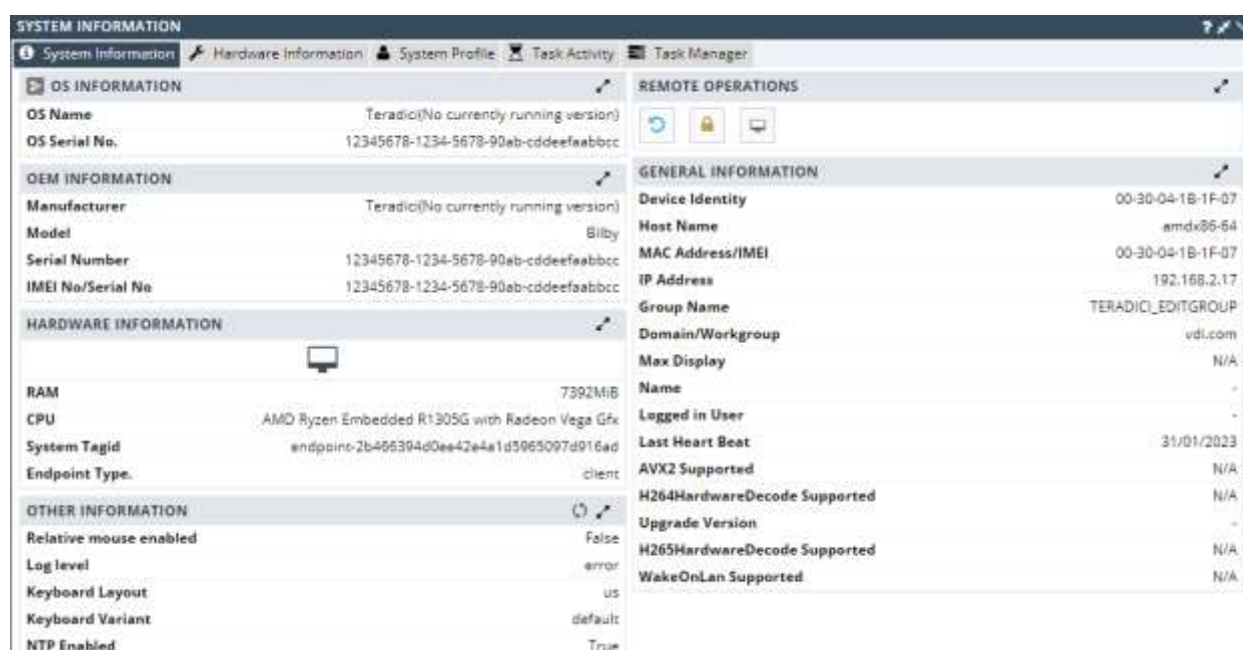 SYSTEM INFORMATION
System Information Hardware Information System Profile Task Activity Task Manager
OS INFORMATION
OS Name Teradici(No currently running version)
OS Serial No. 12345678-1234-5678-90ab-cddeefaabbcc
OEM INFORMATION
Manufacturer Teradici(No currently running version)
Model Bilby
Serial Number 12345678-1234-5678-90ab-cddeefaabbcc
IMEI No/Serial No 12345678-1234-5678-90ab-cddeefaabbcc
HARDWARE INFORMATION
RAM 7392MiB
CPU AMD Ryzen Embedded R1305G with Radeon Vega Gfx
System Tagid endpoint-2b466394d0ee42e4a1d5965097d916ad
Endpoint Type. client
OTHER INFORMATION
Relative mouse enabled False
Log level error
Keyboard Layout us
Keyboard Variant default
NTP Enabled True
REMOTE OPERATIONS
GENERAL INFORMATION
Device Identity 00-30-04-1B-1F-07
Host Name amdx86-64
MAC Address/IMEI 00-30-04-1B-1F-07
IP Address 192.168.2.17
Group Name TERADICI_EDITGROUP
Domain/Workgroup vdi.com
Max Display N/A
Name -
Logged in User -
Last Heart Beat 31/01/2023
AVX2 Supported N/A
H264HardwareDecode Supported N/A
Upgrade Version -
H265HardwareDecode Supported N/A
WakeOnLan Supported N/A